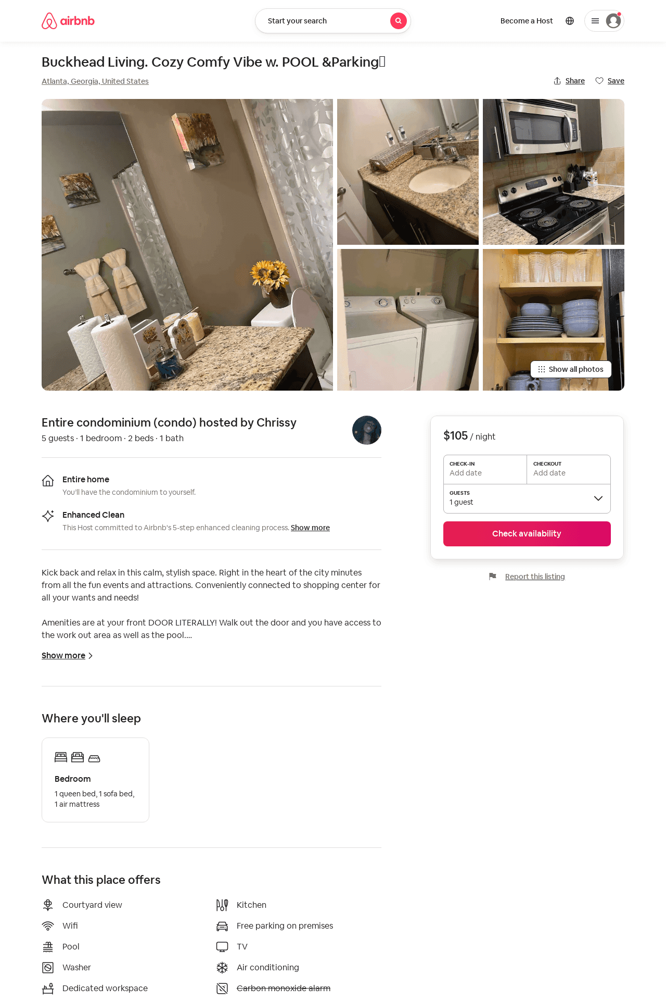 airbnb
Start your search
Become a Host
Buckhead Living. Cozy Comfy Vibe w. POOL &Parking
Atlanta, Georgia, United States
Share
Save
Show all photos
Entire condominium (condo) hosted by Chrissy
5 guests · 1 bedroom · 2 beds · 1 bath
Entire home
You'll have the condominium to yourself.
Enhanced Clean
This Host committed to Airbnb's 5-step enhanced cleaning process. Show more
$105 / night
CHECK-IN
Add date
CHECKOUT
Add date
GUESTS
1 guest
Check availability
Report this listing
Kick back and relax in this calm, stylish space. Right in the heart of the city minutes
from all the fun events and attractions. Conveniently connected to shopping center for
all your wants and needs!
Amenities are at your front DOOR LITERALLY! Walk out the door and you have access to
the work out area as well as the pool....
Show more
Where you'll sleep
Bedroom
1 queen bed, 1 sofa bed,
1 air mattress
What this place offers
Courtyard view
Kitchen
Wifi
Free parking on premises
Pool
TV
Washer
Air conditioning
Dedicated workspace
Carbon monoxide alarm